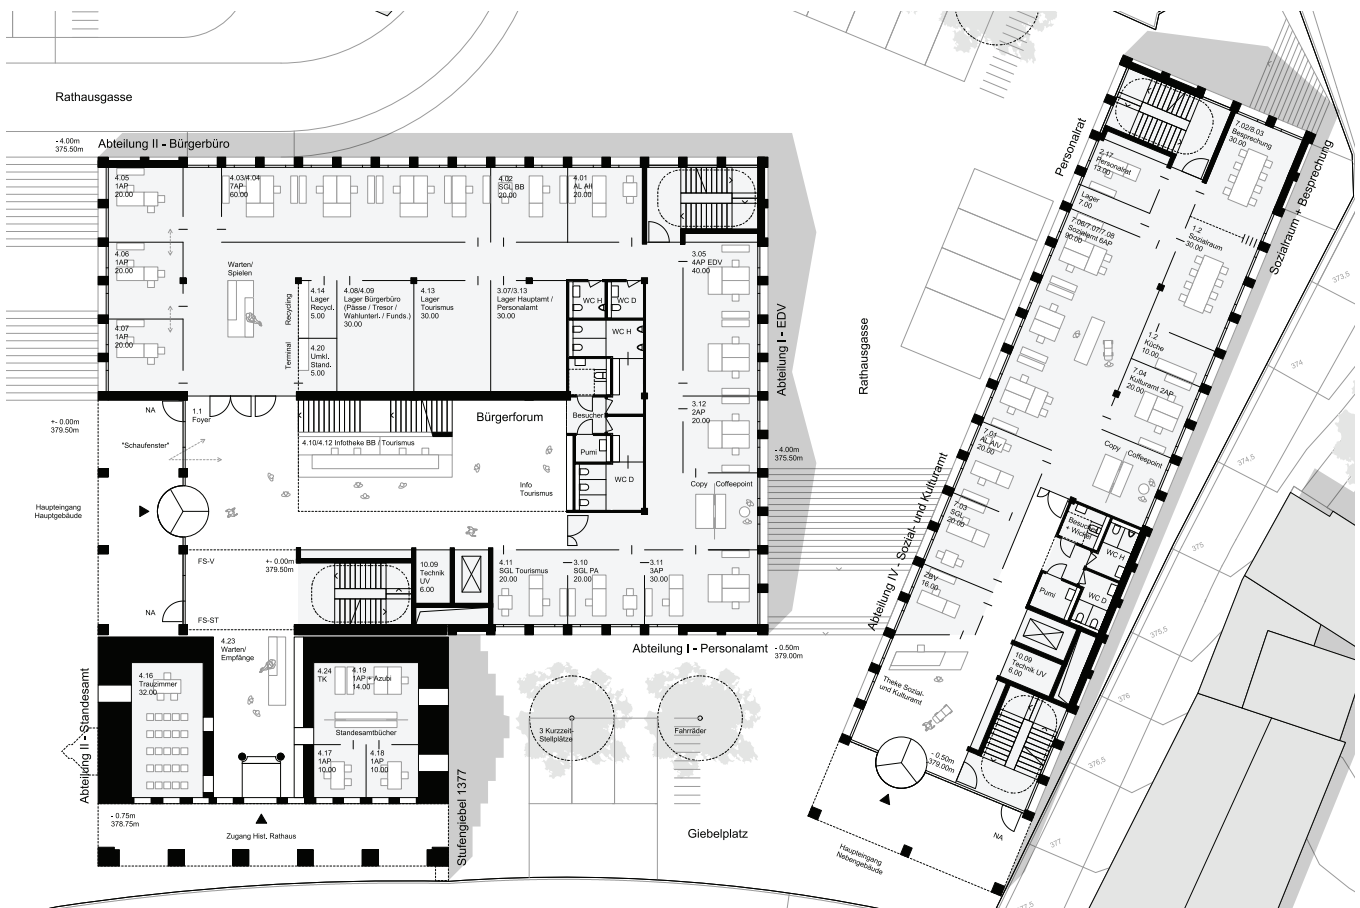 Rathausgasse
- 4.00m
375.50m
Abteilung II - Bürgerbüro
4.05
1AP
20.00
4.03/4.04
7AP
60.00
4.02
SGL BB
20.00
4.01
AL AII
20.00
4.06
1AP
20.00
Warten/
Spielen
3.05
4AP EDV
40.00
4.07
1AP
20.00
Recycling
Terminal
4.14
Lager
Recycl.
5.00
4.08/4.09
Lager Bürgerbüro
(Pässe / Tresor /
Wahlunterl. / Funds.)
30.00
4.13
Lager
Tourismus
30.00
3.07/3.13
Lager Hauptamt /
Personalamt
30.00
4.20
Umkl.
Stand.
5.00
WC H
WC D
WC H
Abteilung I - EDV
Rathausgasse
+- 0.00m
379.50m
NA
1.1
Foyer
"Schaufenster"
Bürgerforum
4.10/4.12 Infotheke BB / Tourismus
Besucher
Pumi
WC D
3.12
2AP
20.00
Info
Tourismus
Copy
Coffeepoint
- 4.00m
375.50m
Haupteingang
Hauptgebäude
FS-V
+- 0.00m
379.50m
NA
FS-ST
10.09
Technik
UV
6.00
4.11
SGL Tourismus
20.00
3.10
SGL PA
20.00
3.11
3AP
30.00
Abteilung I - Personalamt
- 0.50m
379.00m
4.23
Warten/
Empfänge
4.16
Trauzimmer
32.00
4.24
TK
4.19
1AP + Azubi
14.00
Standesamtbücher
4.17
1AP
10.00
4.18
1AP
10.00
Abteilung II - Standesamt
- 0.75m
378.75m
Zugang Hist. Rathaus
Stufengiebel 1377
3 Kurzzeit-
Stellplätze
Fahrräder
Giebelplatz
Personalrat
2.17
Personalrat
13.00
Lager
7.00
7.02/8.03
Besprechung
30.00
Sozialraum + Besprechung
1.2
Sozialraum
30.00
7.06/7.07/7.08
Sozialamt 6AP
90.00
1.2
Küche
10.00
7.04
Kulturamt 2AP
20.00
7.01
AL AIV
20.00
Copy
Coffeepoint
7.03
SGL
20.00
Besucher
+ Wickel
WC H
ZBV
16.00
Pumi
WC D
Abteilung IV - Sozial- und Kulturamt
10.09
Technik UV
6.00
Theke Sozial-
und Kulturamt
- 0.50m
379.00m
NA
Haupteingang
Nebengebäude
373,5
374
374,5
375
375,5
376
376,5
377
377,5